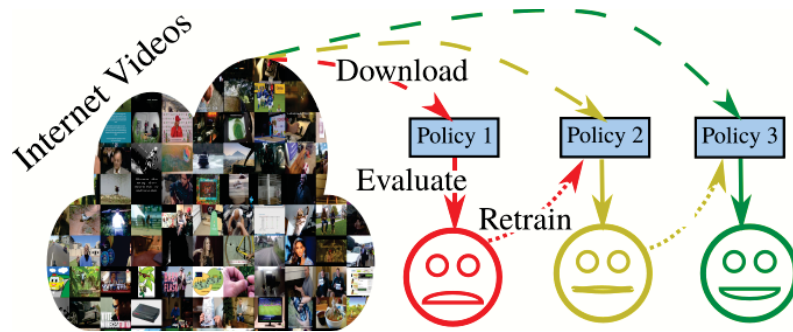 Internet Videos
Download
Policy 1
Policy 2
Policy 3
Evaluate
Retrain